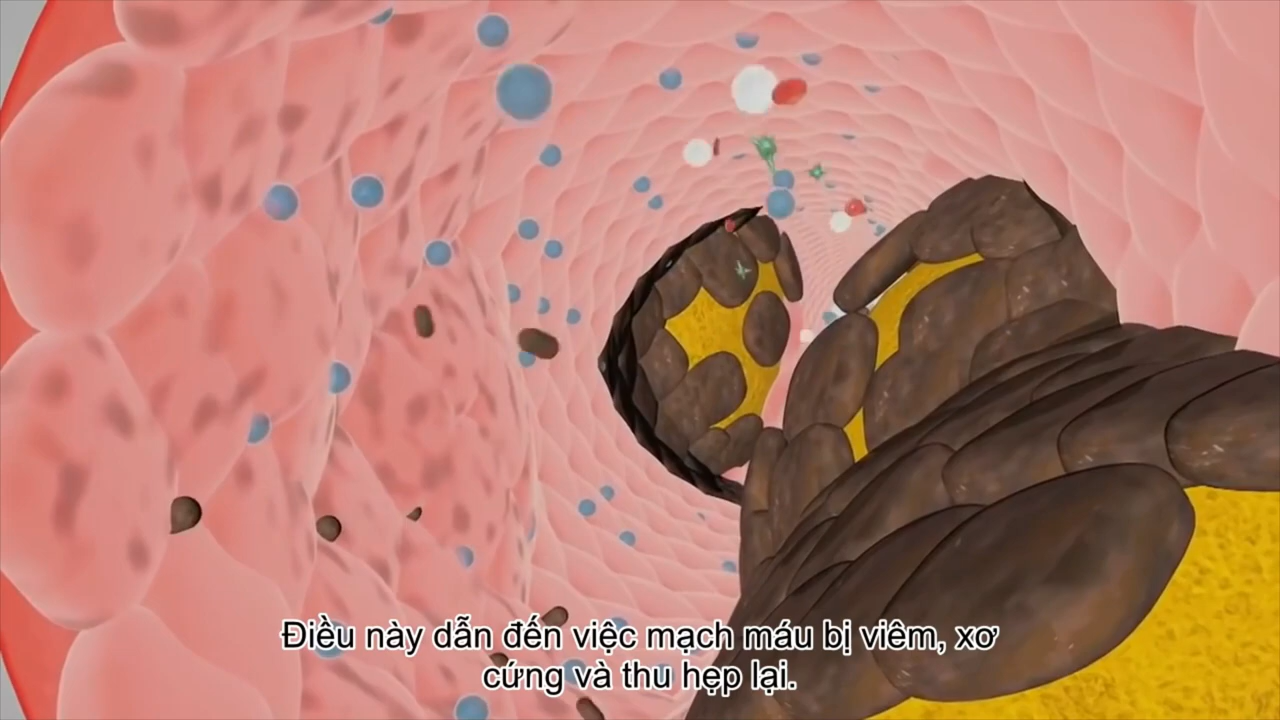 Điều này dẫn đến việc mạch máu bị viêm, xơ
cứng và thu hẹp lại.